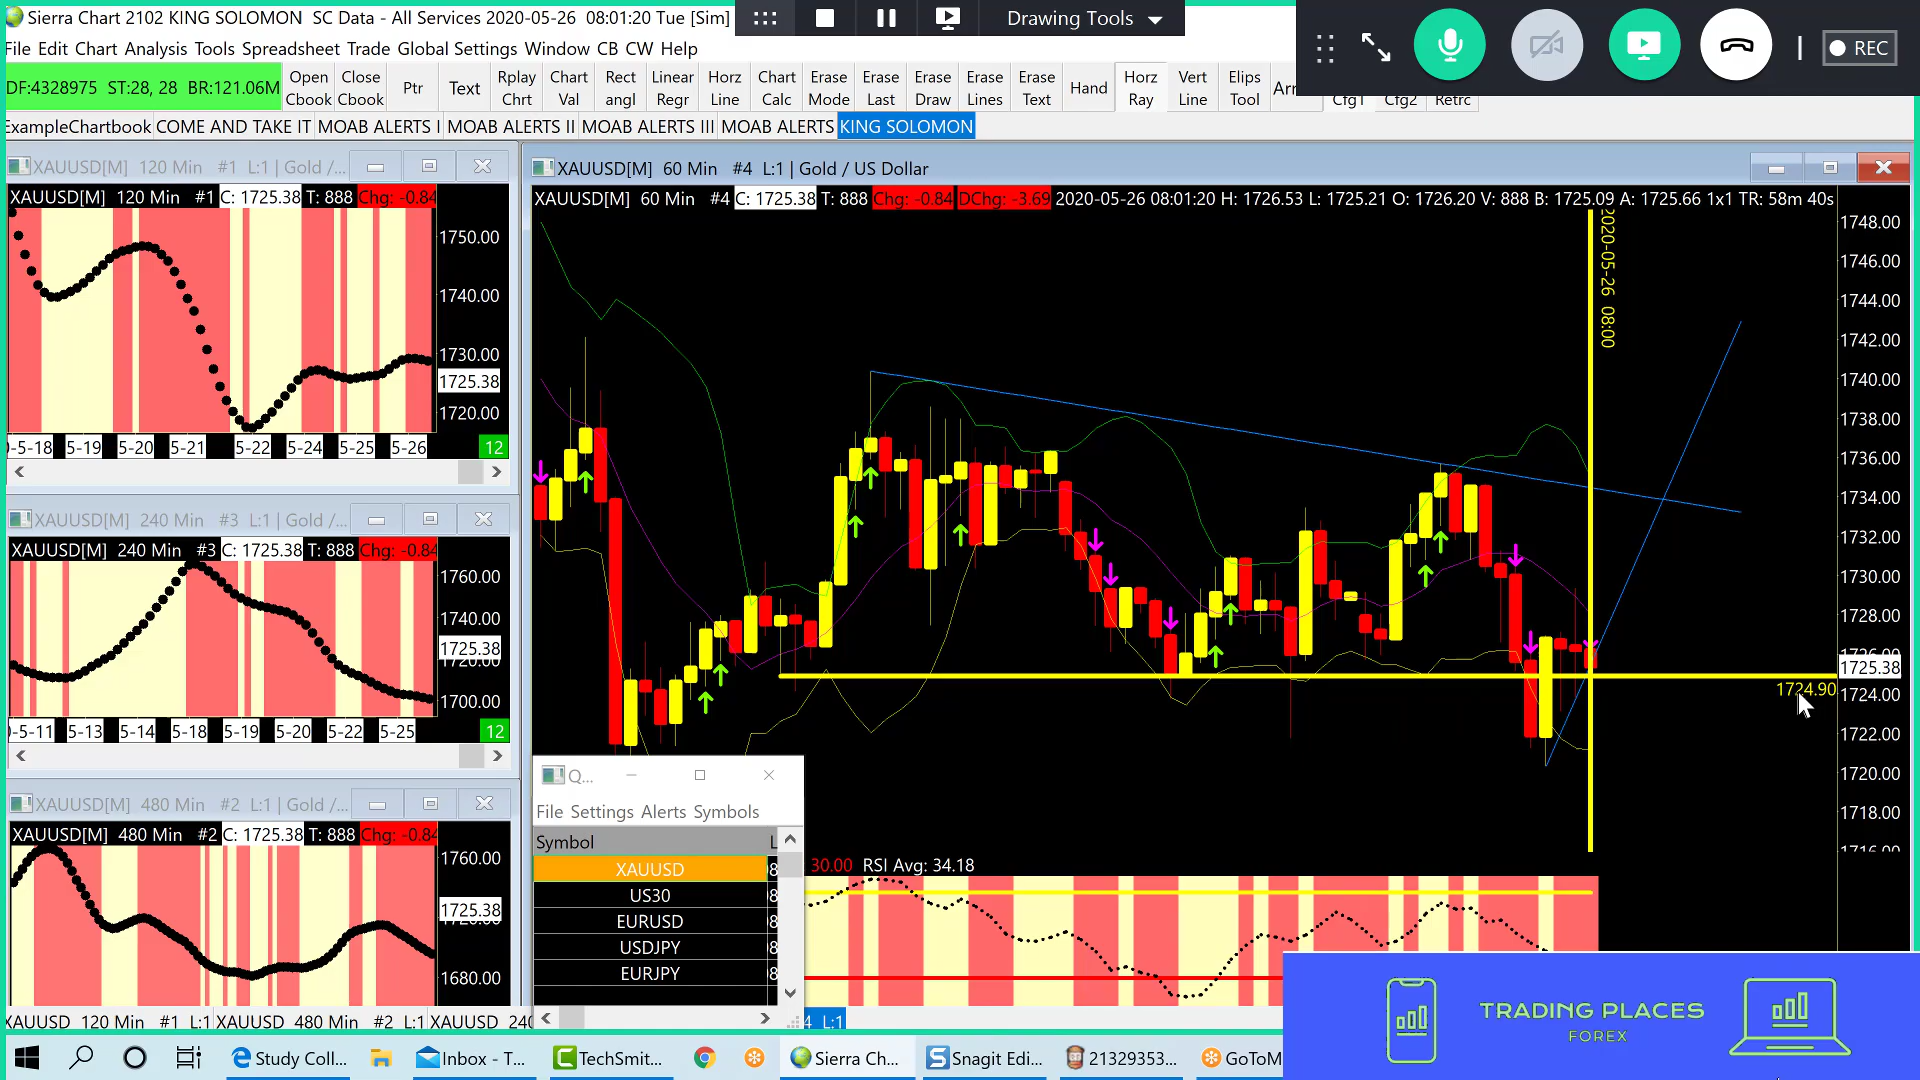 Sierra Chart 2102 KING SOLOMON SC Data - All Services 2020-05-26 08:01:20 Tue [Sim]
Drawing Tools
REC
File Edit Chart Analysis Tools Spreadsheet Trade Global Settings Window CB CW Help
DF:4328975 ST:28, 28 BR:121.06M
Open Cbook
Close Cbook
Ptr
Text
Rplay Chrt
Chart Val
Rect angl
Linear Regr
Horz Line
Chart Calc
Erase Mode
Erase Last
Erase Draw
Erase Lines
Erase Text
Hand
Horz Ray
Vert Line
Elips Tool
Cfg1
Cfg2
Retrc
ExampleChartbook
COME AND TAKE IT
MOAB ALERTS I
MOAB ALERTS II
MOAB ALERTS III
MOAB ALERTS
KING SOLOMON
XAUUSD[M] 120 Min #1 L:1 | Gold /...
XAUUSD[M] 120 Min #1 C: 1725.38 T: 888 Chg: -0.84
1750.00
1740.00
1730.00
1725.38
1720.00
0-5-18 5-19 5-20 5-21 5-22 5-24 5-25 5-26 12
XAUUSD[M] 240 Min #3 L:1 | Gold /...
XAUUSD[M] 240 Min #3 C: 1725.38 T: 888 Chg: -0.84
1760.00
1740.00
1725.38
1720.00
1700.00
0-5-11 5-13 5-14 5-18 5-19 5-20 5-22 5-25 12
XAUUSD[M] 480 Min #2 L:1 | Gold /...
XAUUSD[M] 480 Min #2 C: 1725.38 T: 888 Chg: -0.84
1760.00
1725.38
1680.00
XAUUSD 120 Min #1 L:1
XAUUSD 480 Min #2 L:1
XAUUSD 240
4 L:1
XAUUSD[M] 60 Min #4 L:1 | Gold / US Dollar
XAUUSD[M] 60 Min #4 C: 1725.38 T: 888 Chg: -0.84 DChg: -3.69 2020-05-26 08:01:20 H: 1726.53 L: 1725.21 O: 1726.20 V: 888 B: 1725.09 A: 1725.66 1x1 TR: 58m 40s
2020-05-26 08:00
1748.00
1746.00
1744.00
1742.00
1740.00
1738.00
1736.00
1734.00
1732.00
1730.00
1728.00
1726.00
1725.38
1724.90
1724.00
1722.00
1720.00
1718.00
1716.00
30.00 RSI Avg: 34.18
Q...
File Settings Alerts Symbols
Symbol L
XAUUSD
US30
EURUSD
USDJPY
EURJPY
TRADING PLACES
FOREX
Study Coll...
Inbox - T...
TechSmit...
Sierra Ch...
Snagit Edi...
21329353...
GoToM